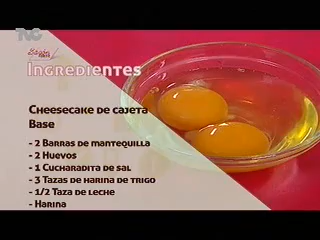 TVC
Ingredientes
Cheesecake de cajeta
Base
- 2 Barras de mantequilla
- 2 Huevos
- 1 Cucharadita de sal
- 3 Tazas de harina de trigo
- 1/2 Taza de leche
- Harina